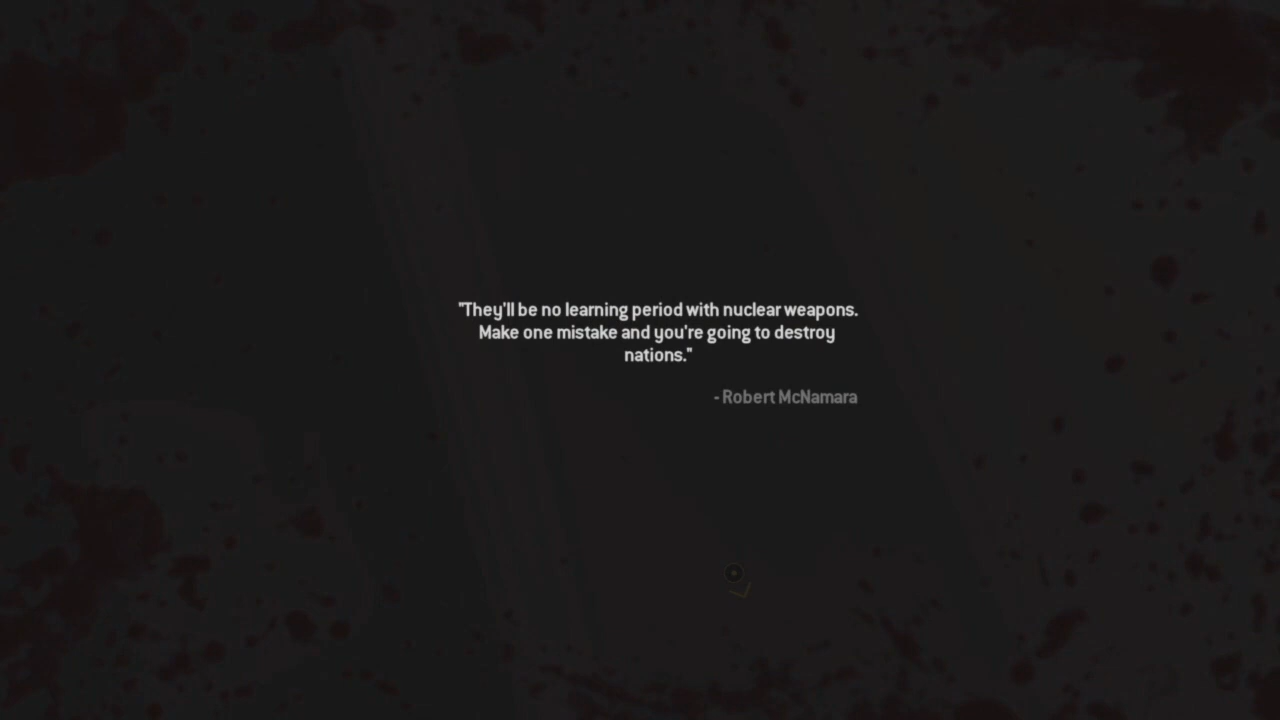 "They'll be no learning period with nuclear weapons.
Make one mistake and you're going to destroy
nations."
- Robert McNamara